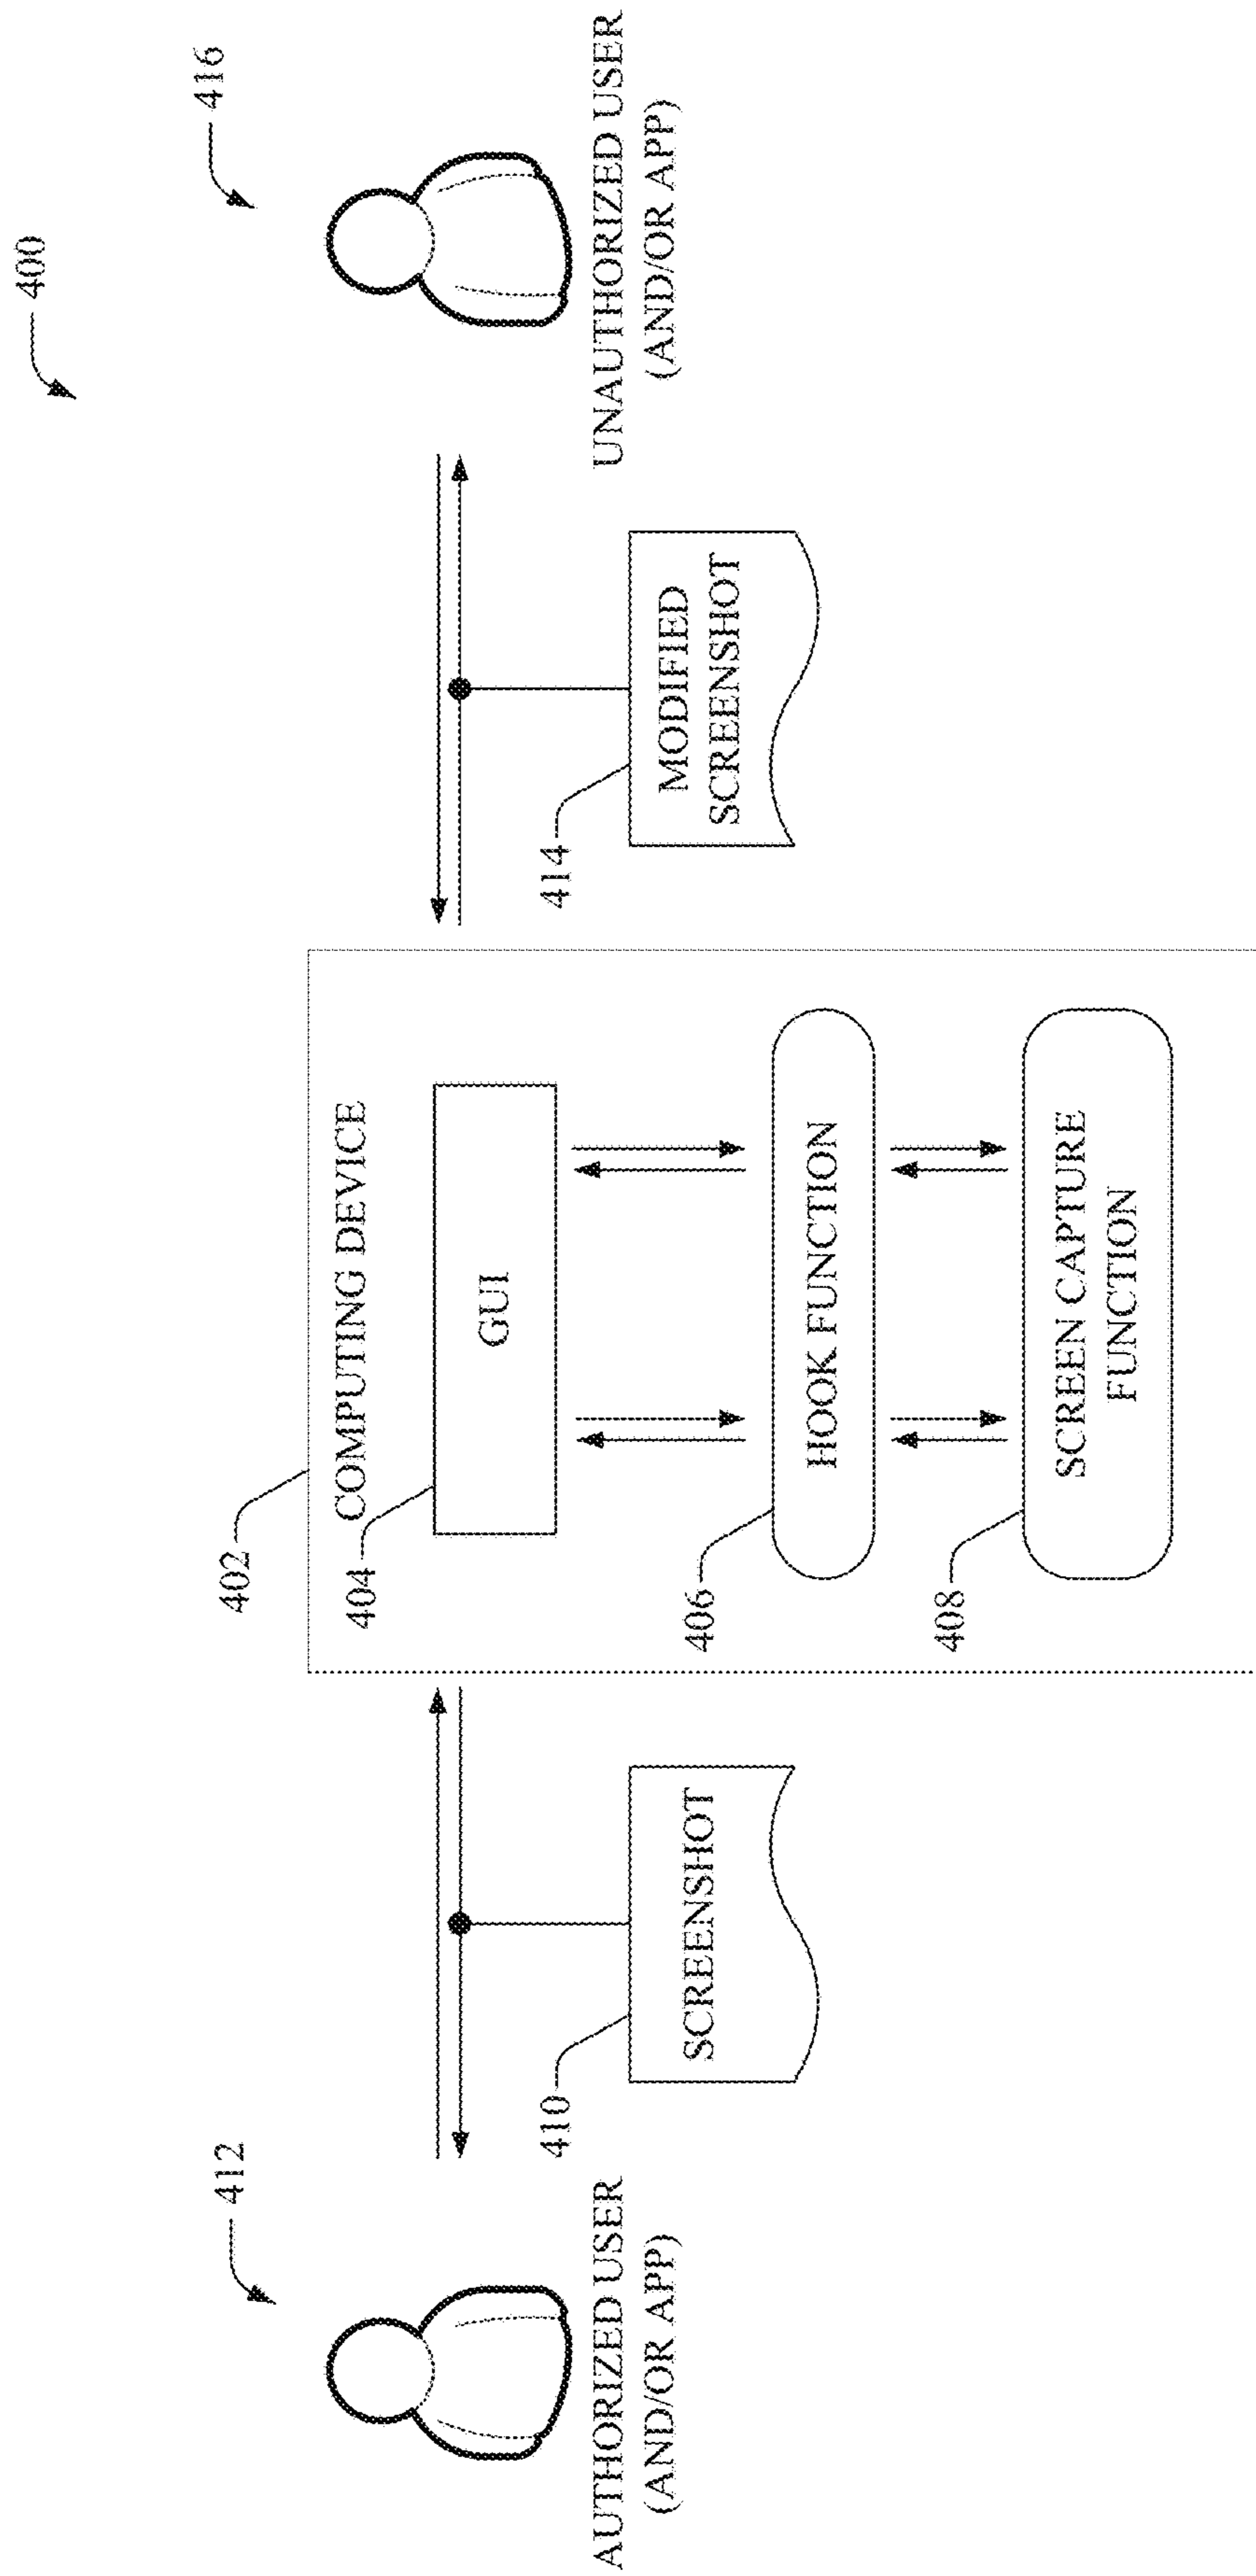 400
412
AUTHORIZED USER
(AND/OR APP)
410
SCREENSHOT
402
COMPUTING DEVICE
404
GUI
406
HOOK FUNCTION
408
SCREEN CAPTURE
FUNCTION
414
MODIFIED
SCREENSHOT
416
UNAUTHORIZED USER
(AND/OR APP)